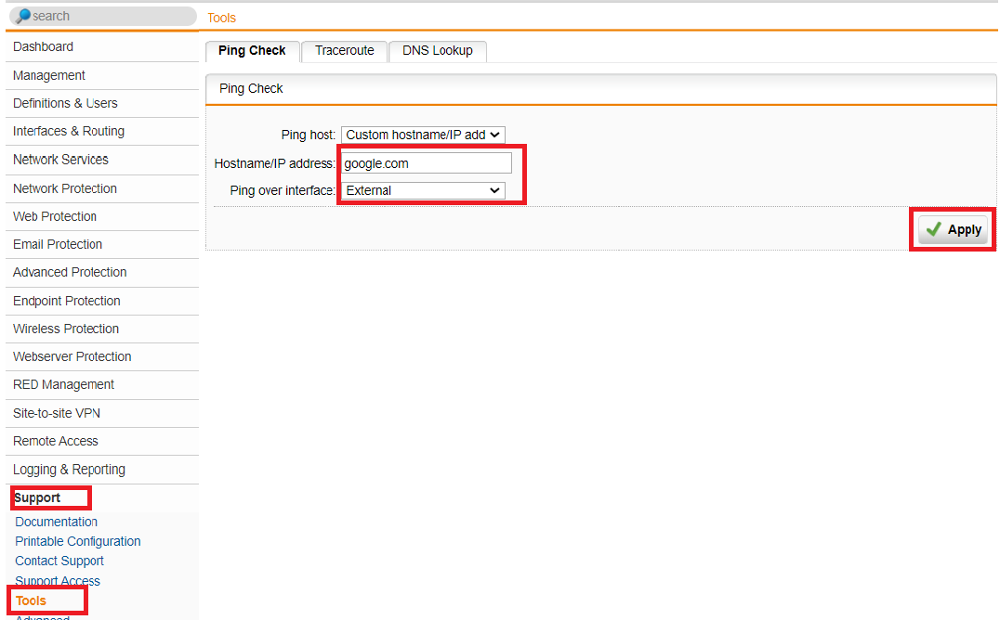 search
Tools
Dashboard
Management
Definitions & Users
Interfaces & Routing
Network Services
Network Protection
Web Protection
Email Protection
Advanced Protection
Endpoint Protection
Wireless Protection
Webserver Protection
RED Management
Site-to-site VPN
Remote Access
Logging & Reporting
Support
Documentation
Printable Configuration
Contact Support
Support Access
Tools
Advanced
Ping Check Traceroute DNS Lookup
Ping Check
Ping host: Custom hostname/IP add
Hostname/IP address: google.com
Ping over interface: External
Apply